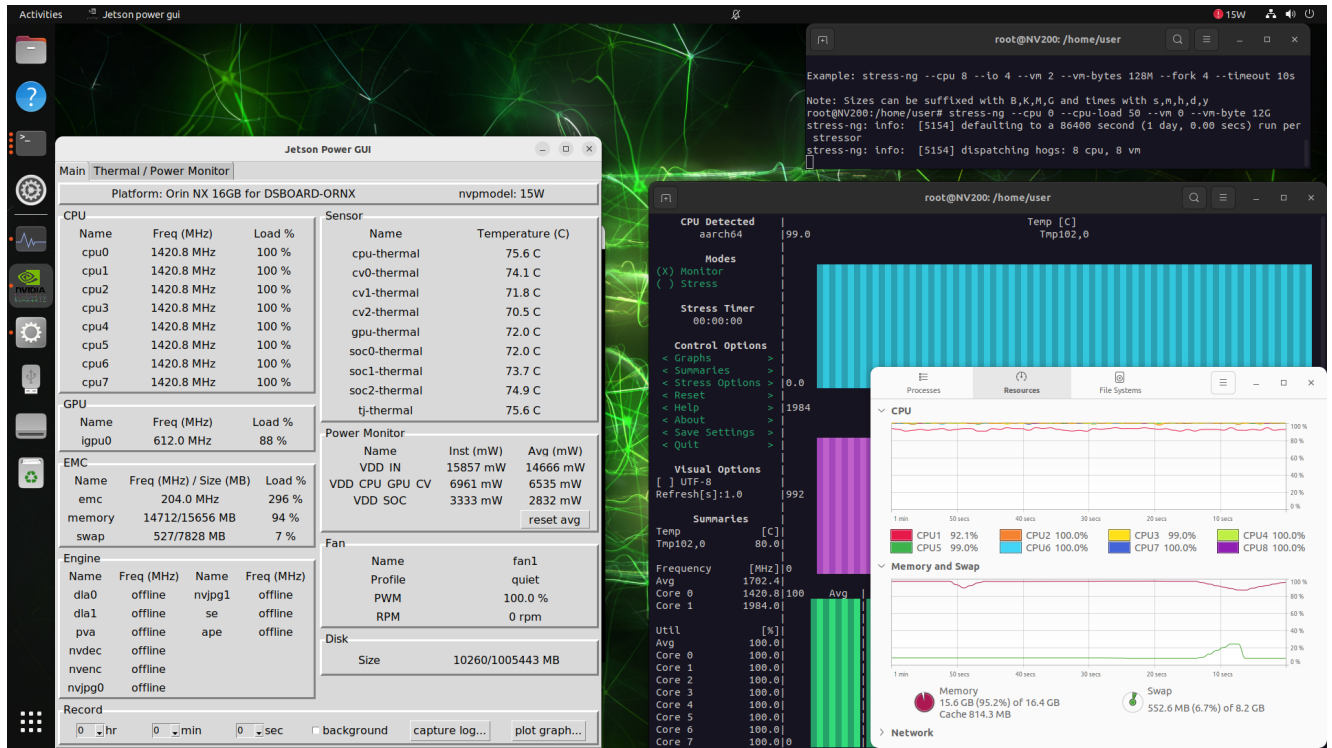 Activities
Jetson power gui
15W
root@NV200: /home/user
Example: stress-ng --cpu 8 --io 4 --vm 2 --vm-bytes 128M --fork 4 --timeout 10s
Note: Sizes can be suffixed with B,K,M,G and times with s,m,h,d,y
root@NV200:/home/user# stress-ng --cpu 0 --cpu-load 50 --vm 0 --vm-byte 12G
stress-ng: info:  [5154] defaulting to a 86400 second (1 day, 0.00 secs) run per
stressor
stress-ng: info:  [5154] dispatching hogs: 8 cpu, 8 vm
Jetson Power GUI
Main Thermal / Power Monitor
Platform: Orin NX 16GB for DSBOARD-ORNX nvpmodel: 15W
CPU
Name Freq (MHz) Load %
cpu0 1420.8 MHz 100 %
cpu1 1420.8 MHz 100 %
cpu2 1420.8 MHz 100 %
cpu3 1420.8 MHz 100 %
cpu4 1420.8 MHz 100 %
cpu5 1420.8 MHz 100 %
cpu6 1420.8 MHz 100 %
cpu7 1420.8 MHz 100 %
GPU
Name Freq (MHz) Load %
igpu0 612.0 MHz 88 %
EMC
Name Freq (MHz) / Size (MB) Load %
emc 204.0 MHz 296 %
memory 14712/15656 MB 94 %
swap 527/7828 MB 7 %
Engine
Name Freq (MHz) Name Freq (MHz)
dla0 offline nvjpg1 offline
dla1 offline se offline
pva offline ape offline
nvdec offline
nvenc offline
nvjpg0 offline
Sensor
Name Temperature (C)
cpu-thermal 75.6 C
cv0-thermal 74.1 C
cv1-thermal 71.8 C
cv2-thermal 70.5 C
gpu-thermal 72.0 C
soc0-thermal 72.0 C
soc1-thermal 73.7 C
soc2-thermal 74.9 C
tj-thermal 75.6 C
Power Monitor
Name Inst (mW) Avg (mW)
VDD IN 15857 mW 14666 mW
VDD CPU GPU CV 6961 mW 6535 mW
VDD SOC 3333 mW 2832 mW
reset avg
Fan
Name fan1
Profile quiet
PWM 100.0 %
RPM 0 rpm
Disk
Size 10260/1005443 MB
Record
0 hr 0 min 0 sec background capture log... plot graph...
root@NV200: /home/user
CPU Detected
aarch64
Modes
(X) Monitor
( ) Stress
Stress Timer
00:00:00
Control Options
< Graphs >
< Summaries >
< Stress Options >
< Reset >
< Help >
< About >
< Save Settings >
< Quit >
Visual Options
[ ] UTF-8
Refresh[s]:1.0
Summaries
Temp [C]
Tmp102,0 80.0
Frequency [MHz]
Avg 1702.4
Core 0 1420.8
Core 1 1984.0
Util [%]
Avg 100.0
Core 0 100.0
Core 1 100.0
Core 2 100.0
Core 3 100.0
Core 4 100.0
Core 5 100.0
Core 6 100.0
Core 7 100.0
Temp [C]
99.0 Tmp102,0
0.0
1984
992
0
100 Avg
0
Processes
Resources
File Systems
CPU
100 %
80 %
60 %
40 %
20 %
0 %
1 min 50 secs 40 secs 30 secs 20 secs 10 secs
CPU1 92.1% CPU2 100.0% CPU3 99.0% CPU4 100.0%
CPU5 99.0% CPU6 100.0% CPU7 100.0% CPU8 100.0%
Memory and Swap
100 %
80 %
60 %
40 %
20 %
0 %
1 min 50 secs 40 secs 30 secs 20 secs 10 secs
Memory
15.6 GB (95.2%) of 16.4 GB
Cache 814.3 MB
Swap
552.6 MB (6.7%) of 8.2 GB
Network
nVIDIA